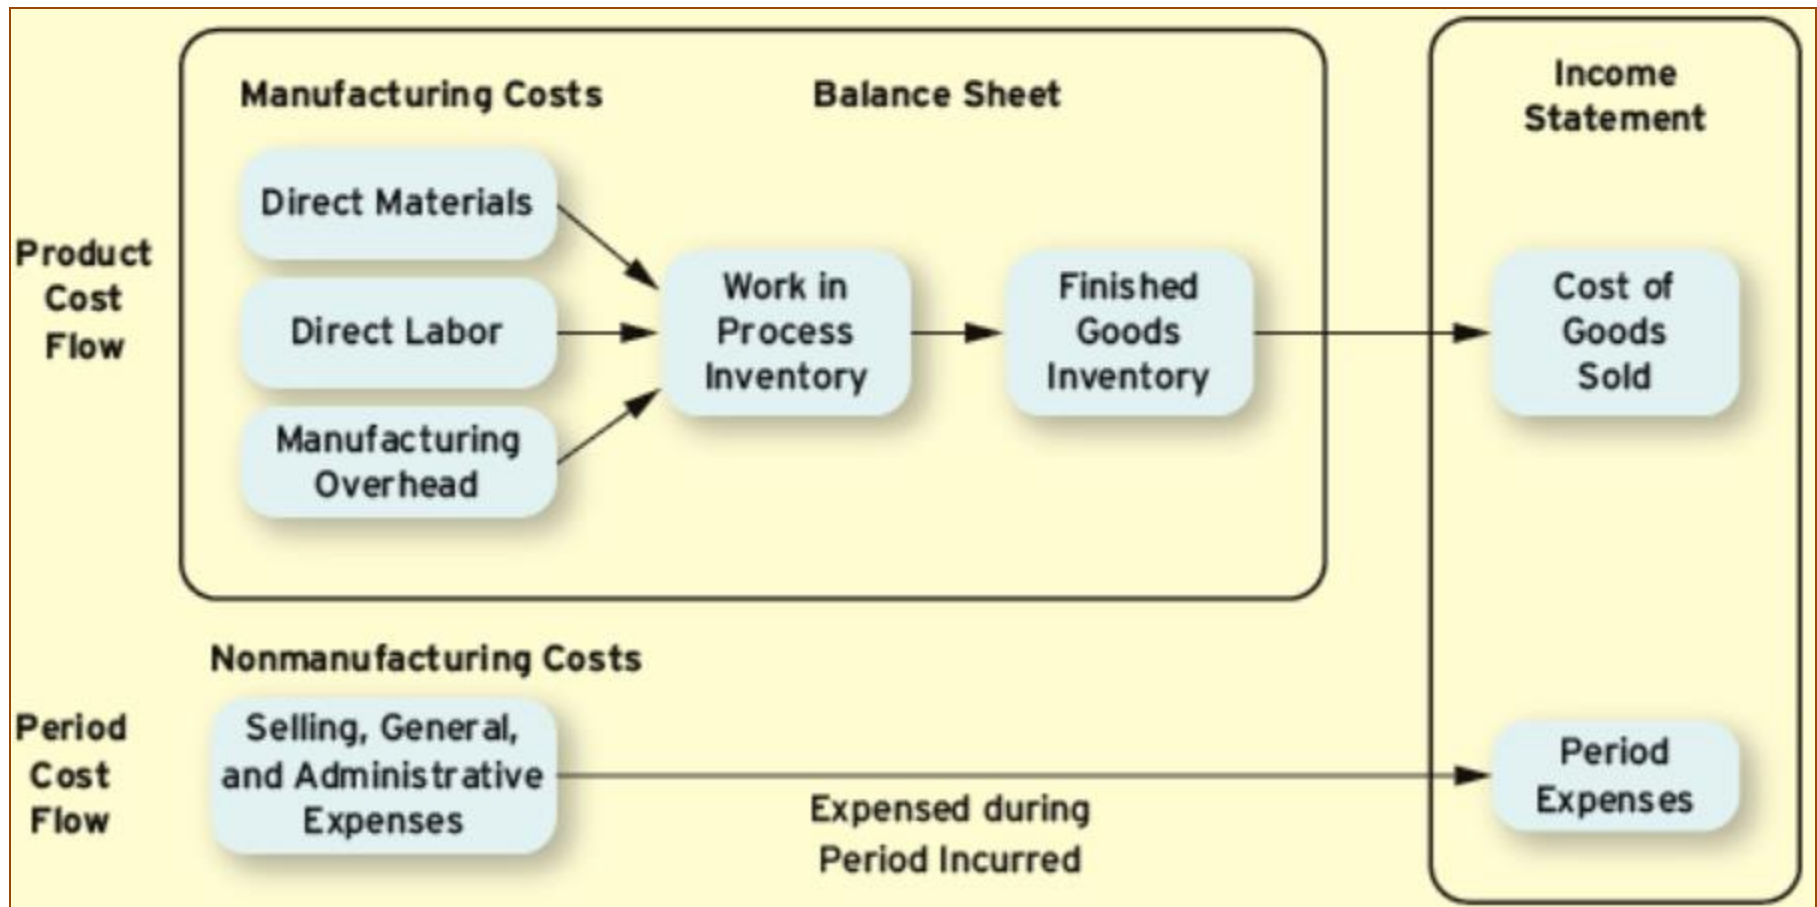 Manufacturing Costs
Balance Sheet
Income
Statement
Product
Cost
Flow
Direct Materials
Direct Labor
Manufacturing
Overhead
Work in
Process
Inventory
Finished
Goods
Inventory
Cost of
Goods
Sold
Nonmanufacturing Costs
Period
Cost
Flow
Selling, General,
and Administrative
Expenses
Expensed during
Period Incurred
Period
Expenses